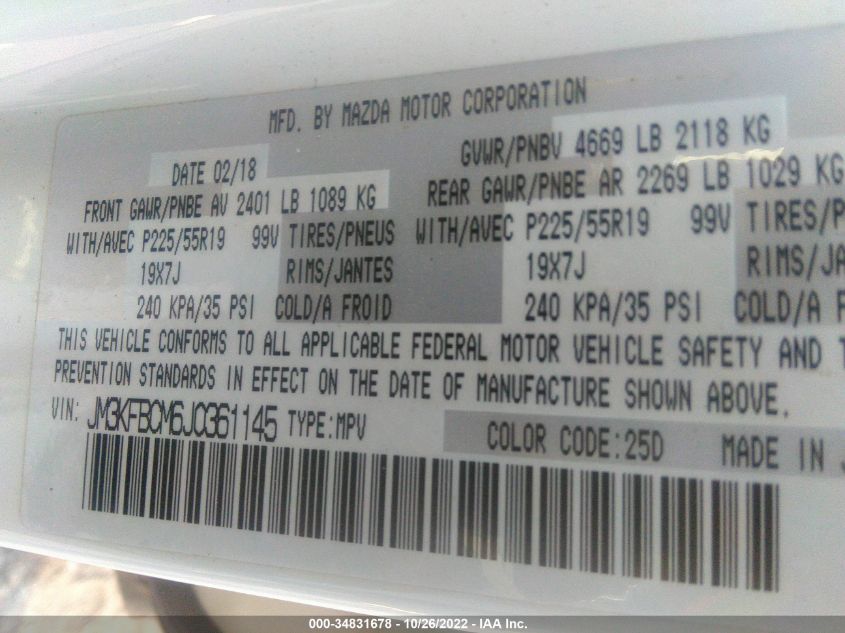 MFD. BY MAZDA MOTOR CORPORATION
DATE 02/18 GVWR/PNBV 4669 LB 2118 KG
FRONT GAWR/PNBE AV 2401 LB 1089 KG REAR GAWR/PNBE AR 2269 LB 1029 KG
WITH/AVEC P225/55R19 99V TIRES/PNEUS WITH/AVEC P225/55R19 99V TIRES/P
19X7J RIMS/JANTES 19X7J RIMS/JA
240 KPA/35 PSI COLD/A FROID 240 KPA/35 PSI COLD/A F
THIS VEHICLE CONFORMS TO ALL APPLICABLE FEDERAL MOTOR VEHICLE SAFETY AND T
PREVENTION STANDARDS IN EFFECT ON THE DATE OF MANUFACTURE SHOWN ABOVE.
VIN: JM3KFBCM6J0361145 TYPE:MPV COLOR CODE:25D MADE IN J
000-34831678 - 10/26/2022 - IAA Inc.